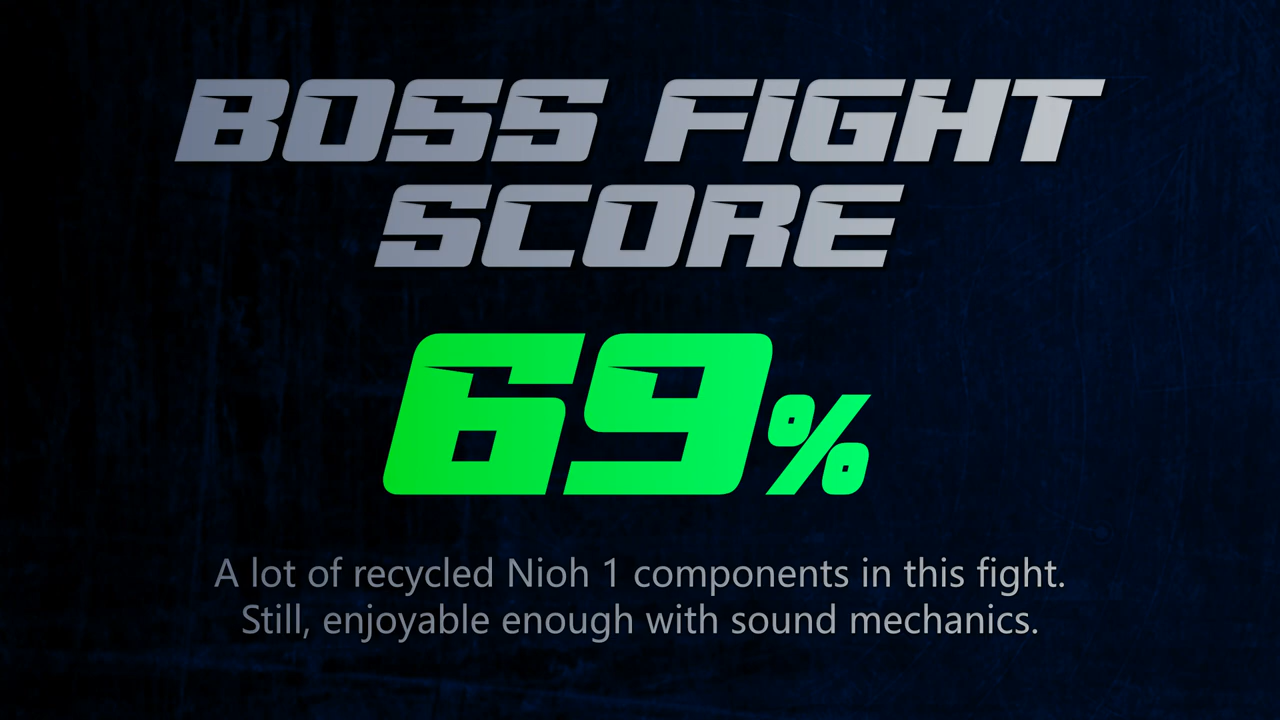 BOSS FIGHT
SCORE
69%
A lot of recycled Nioh 1 components in this fight.
Still, enjoyable enough with sound mechanics.